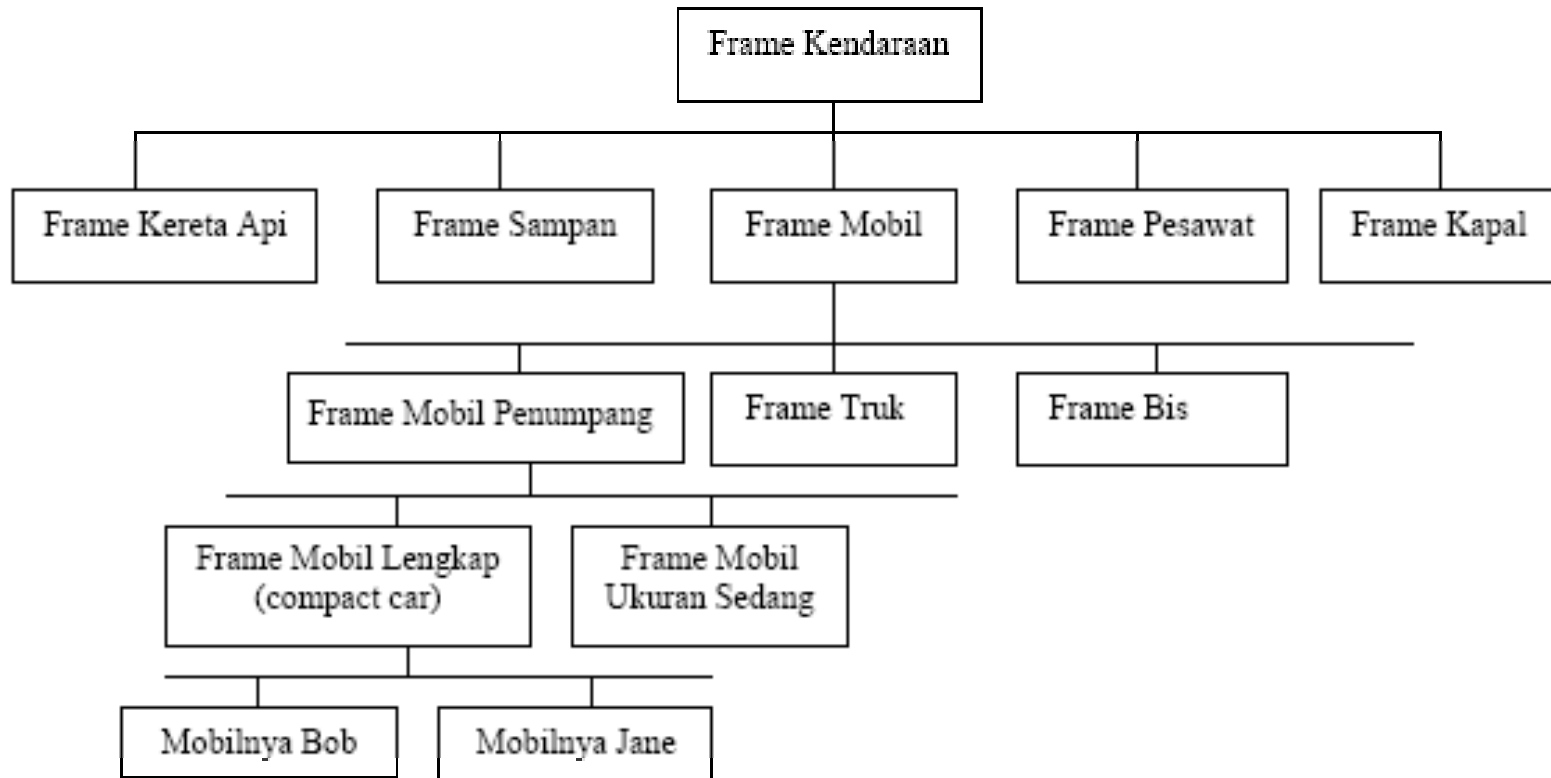 Frame Kendaraan
Frame Kereta Api
Frame Sampan
Frame Mobil
Frame Pesawat
Frame Kapal
Frame Mobil Penumpang
Frame Truk
Frame Bis
Frame Mobil Lengkap
(compact car)
Frame Mobil
Ukuran Sedang
Mobilnya Bob
Mobilnya Jane